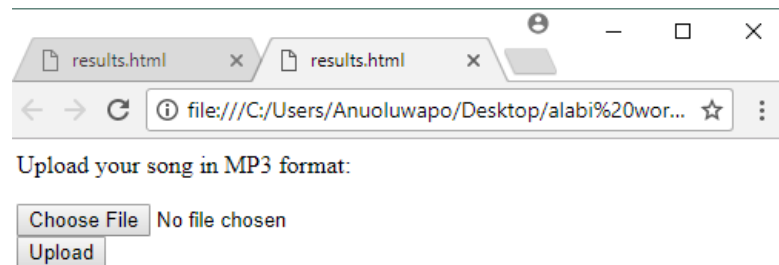 results.html results.html
file:///C:/Users/Anuoluwapo/Desktop/alabi%20wor...
Upload your song in MP3 format:
Choose File No file chosen
Upload